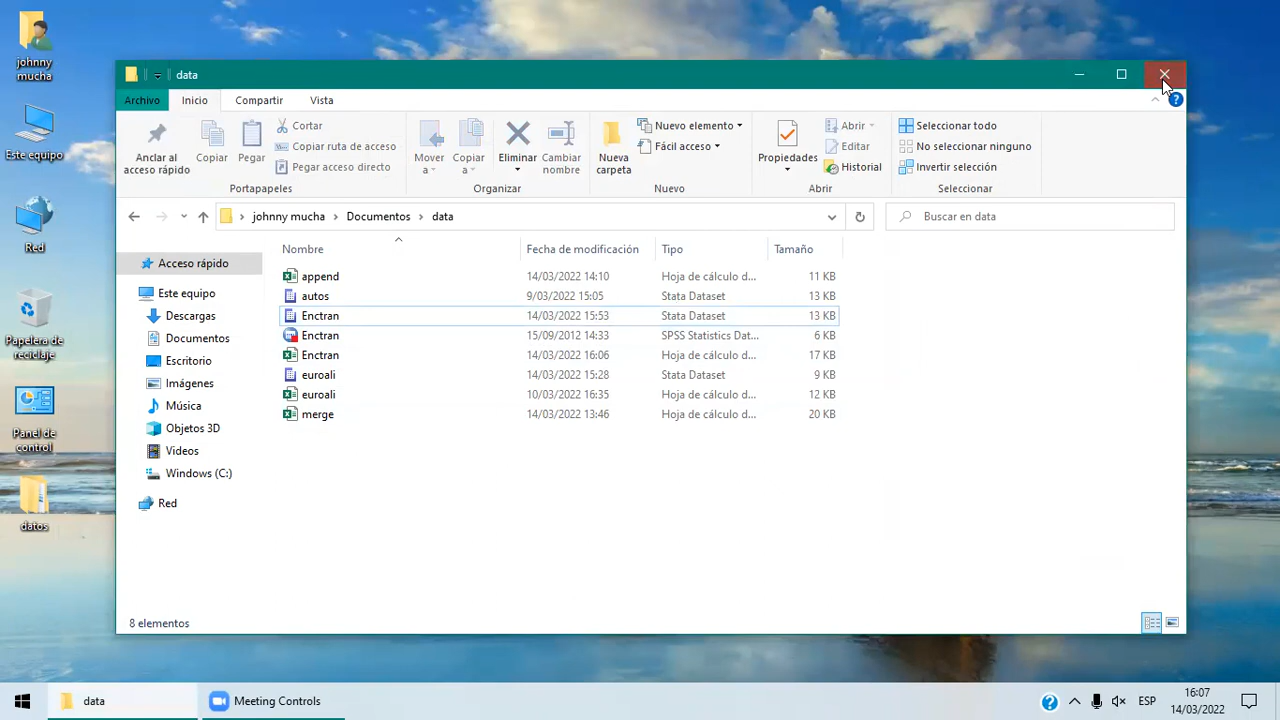 johnny
mucha
Este equipo
Red
Papelera de
reciclaje
Panel de
control
datos
data
Archivo
Inicio
Compartir
Vista
?
Anclar al
acceso rápido
Copiar
Pegar
Cortar
Copiar ruta de acceso
Pegar acceso directo
Portapapeles
Mover
a
Copiar
a
Eliminar
Cambiar
nombre
Organizar
Nueva
carpeta
Nuevo elemento
Fácil acceso
Nuevo
Propiedades
Abrir
Editar
Historial
Abrir
Seleccionar todo
No seleccionar ninguno
Invertir selección
Seleccionar
johnny mucha > Documentos > data
Buscar en data
Nombre Fecha de modificación Tipo Tamaño
append 14/03/2022 14:10 Hoja de cálculo d... 11 KB
autos 9/03/2022 15:05 Stata Dataset 13 KB
Enctran 14/03/2022 15:53 Stata Dataset 13 KB
Enctran 15/09/2012 14:33 SPSS Statistics Dat... 6 KB
Enctran 14/03/2022 16:06 Hoja de cálculo d... 17 KB
euroali 14/03/2022 15:28 Stata Dataset 9 KB
euroali 10/03/2022 16:35 Hoja de cálculo d... 12 KB
merge 14/03/2022 13:46 Hoja de cálculo d... 20 KB
Acceso rápido
Este equipo
Descargas
Documentos
Escritorio
Imágenes
Música
Objetos 3D
Videos
Windows (C:)
Red
8 elementos
data
Meeting Controls
?
ESP
16:07
14/03/2022